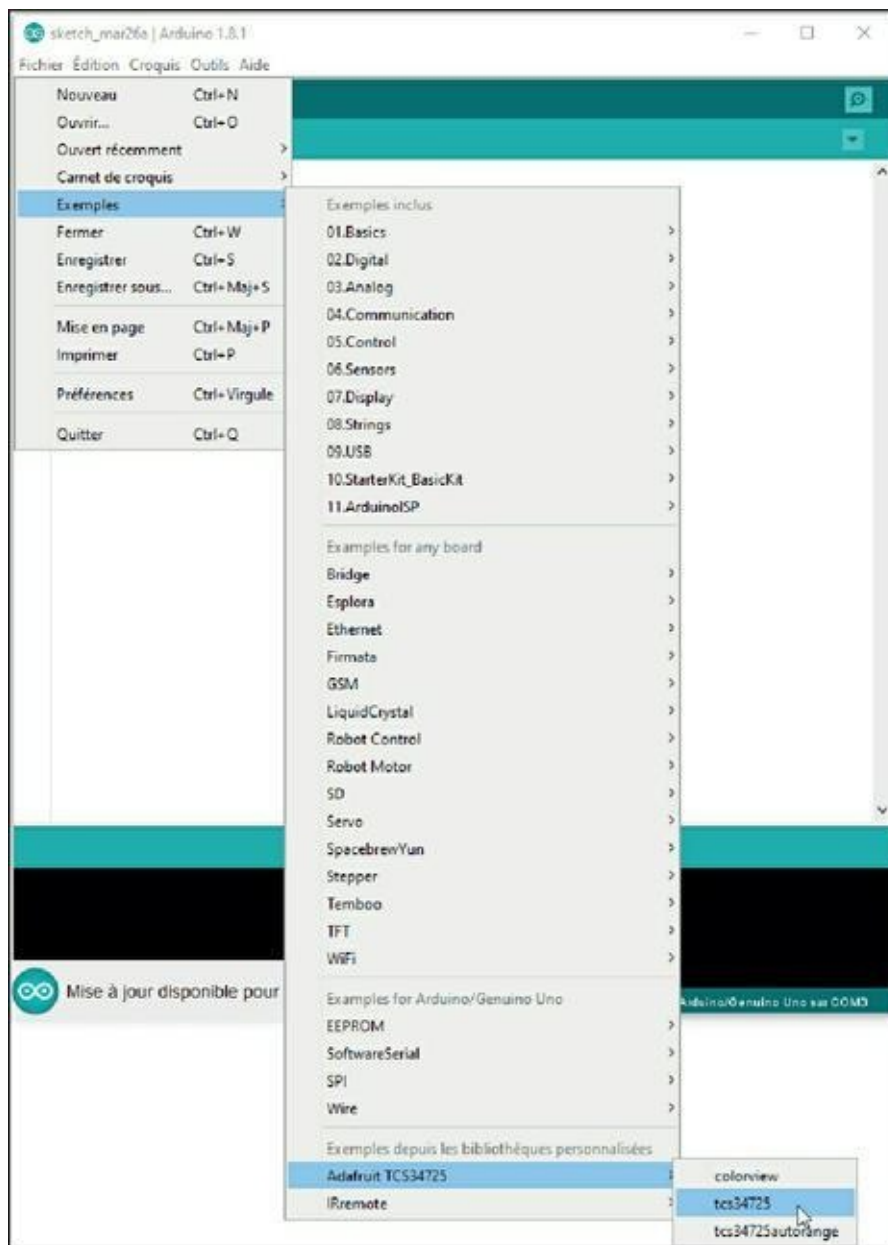 sketch_mar26a | Arduino 1.8.1
Fichier Édition Croquis Outils Aide
Nouveau Ctrl+N
Ouvrir... Ctrl+O
Ouvert récemment
Carnet de croquis
Exemples
Fermer Ctrl+W
Enregistrer Ctrl+S
Enregistrer sous... Ctrl+Maj+S
Mise en page Ctrl+Maj+P
Imprimer Ctrl+P
Préférences Ctrl+Virgule
Quitter Ctrl+Q
Exemples inclus
01.Basics
02.Digital
03.Analog
04.Communication
05.Control
06.Sensors
07.Display
08.Strings
09.USB
10.StarterKit_BasicKit
11.ArduinoISP
Examples for any board
Bridge
Esplora
Ethernet
Firmata
GSM
LiquidCrystal
Robot Control
Robot Motor
SD
Servo
SpacebrewYun
Stepper
Temboo
TFT
WiFi
Mise à jour disponible pour
Examples for Arduino/Genuino Uno
Arduino/Genuino Uno sur COM3
EEPROM
SoftwareSerial
SPI
Wire
Exemples depuis les bibliothèques personnalisées
Adafruit TCS34725
IRremote
colorview
tcs34725
tcs34725autorange